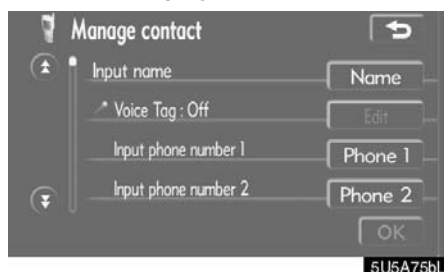 Manage contact
Input name Name
Voice Tag : Off Edit
Input phone number 1 Phone 1
Input phone number 2 Phone 2
OK
5U5A75bl